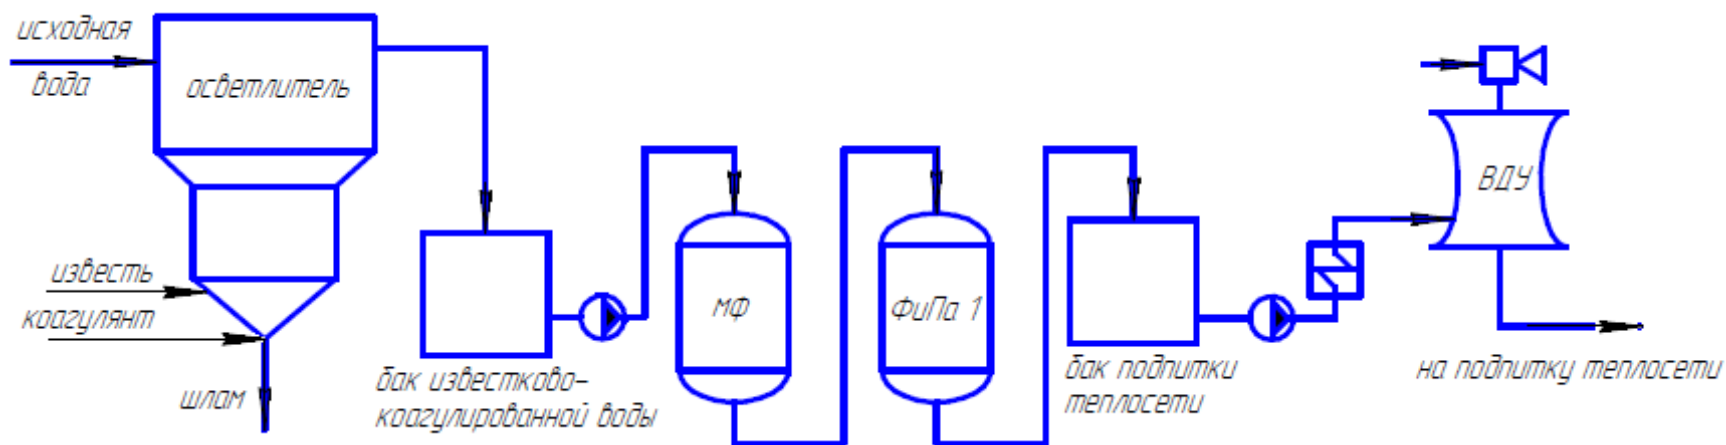 исходная
вода
осветлитель
известь
коагулянт
шлам
бак известково-
коагулированной воды
МФ
ФиПа 1
бак подпитки
теплосети
ВДУ
на подпитку теплосети